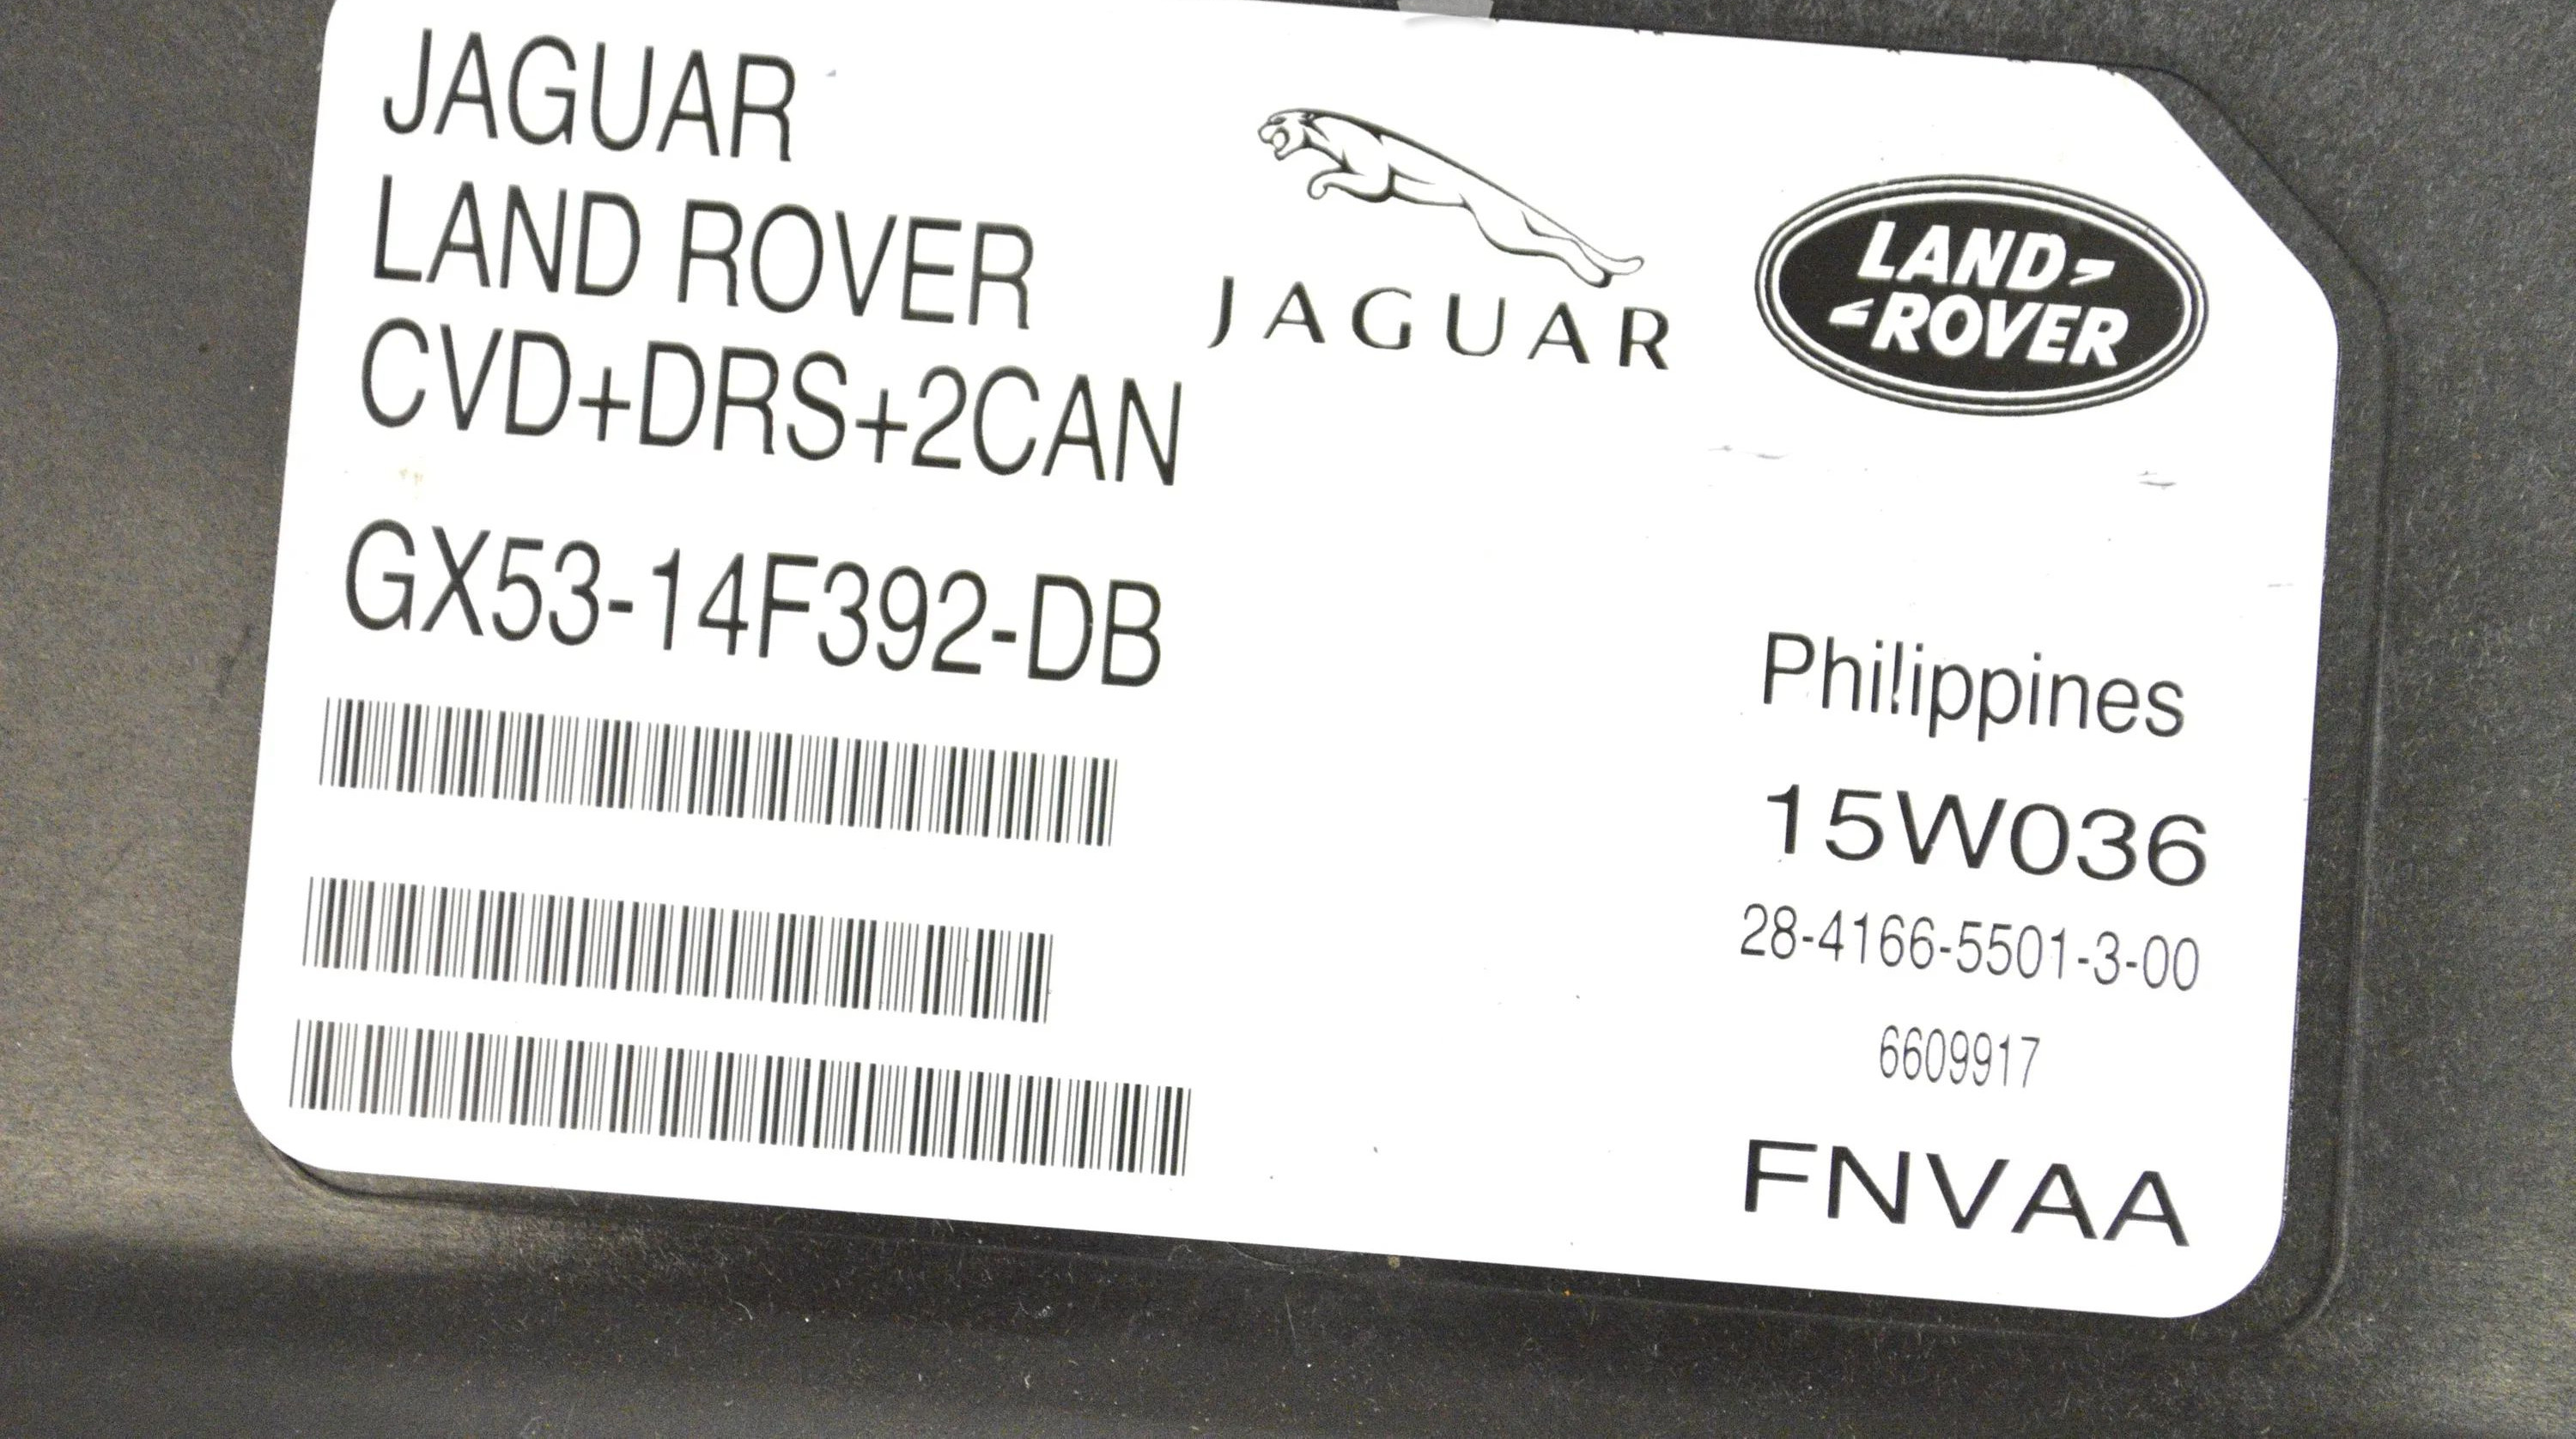 JAGUAR
LAND ROVER
CVD+DRS+2CAN
GX53-14F392-DB
JAGUAR
LAND
ROVER
Philippines
15W036
28-4166-5501-3-00
6609917
FNVAA